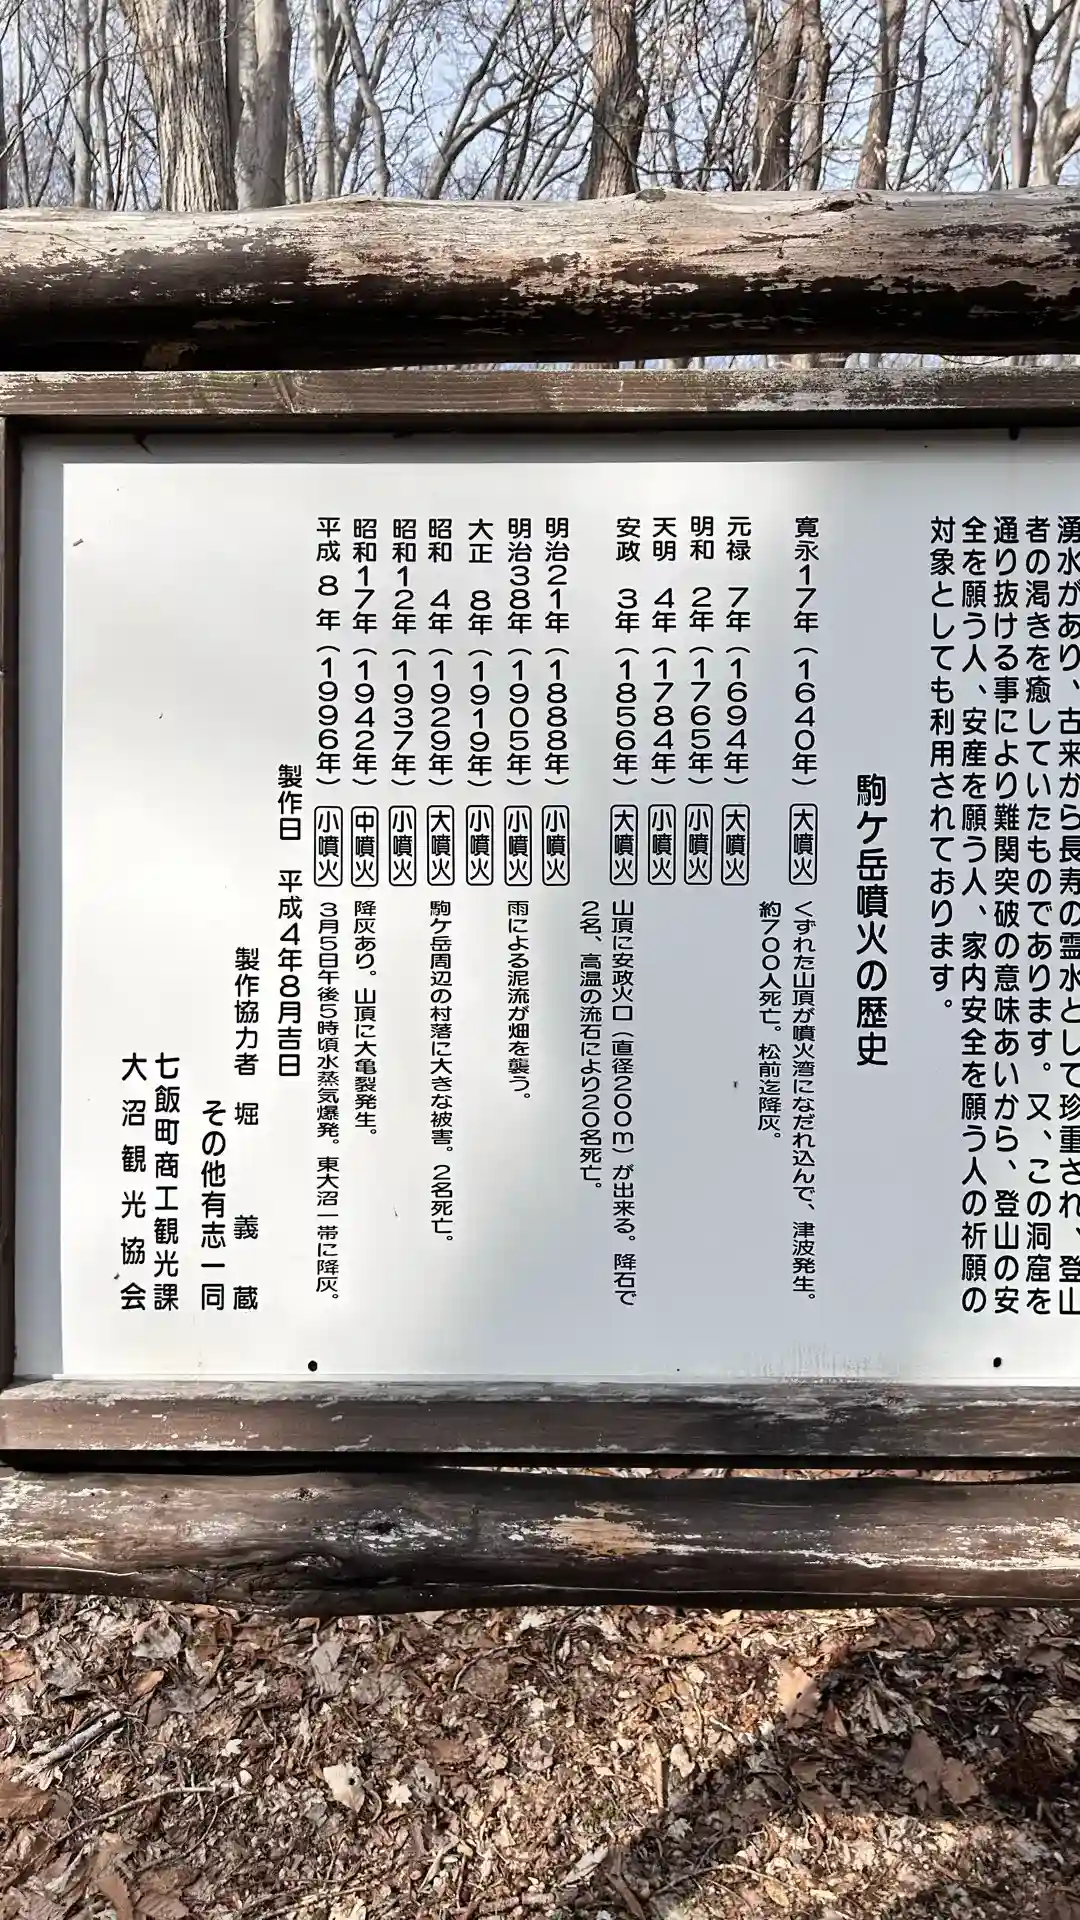 湧水があり、古来から長寿の霊水として珍重され、登山
者の渇きを癒していたものであります。又、この洞窟を
通り抜ける事により難関突破の意味あいから、登山の安
全を願う人、安産を願う人、家内安全を願う人の祈願の
対象としても利用されております。
駒ケ岳噴火の歴史
寛永17年（1640年）大噴火 くずれた山頂が噴火湾になだれ込んで、津波発生。
約700人死亡。松前迄降灰。
元禄 7年（1694年）大噴火
明和 2年（1765年）小噴火
天明 4年（1784年）小噴火
安政 3年（1856年）大噴火 山頂に安政火口（直径200m）が出来る。降石で
2名、高温の流石により20名死亡。
明治21年（1888年）小噴火
明治38年（1905年）小噴火 雨による泥流が畑を襲う。
大正 8年（1919年）小噴火
昭和 4年（1929年）大噴火 駒ケ岳周辺の村落に大きな被害。2名死亡。
昭和12年（1937年）小噴火
昭和17年（1942年）中噴火 降灰あり。山頂に大亀裂発生。
平成 8年（1996年）小噴火 3月5日午後5時頃水蒸気爆発。東大沼一帯に降灰。
製作日 平成4年8月吉日
製作協力者 堀 義蔵
その他有志一同
七飯町商工観光課
大沼観光協会